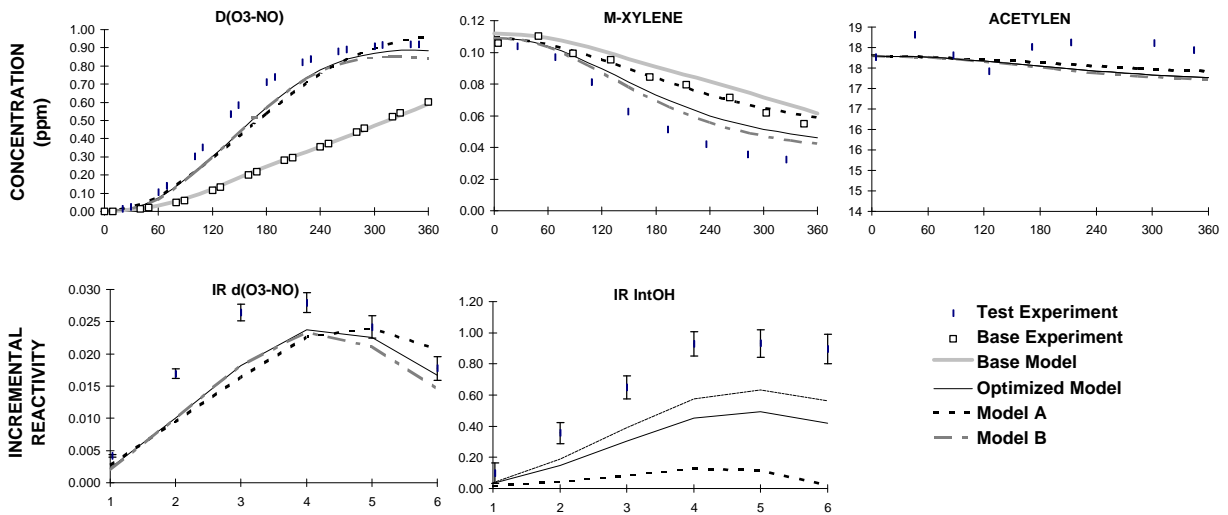 D(O3-NO)
M-XYLENE
ACETYLEN
CONCENTRATION
(ppm)
1.00
0.90
0.80
0.70
0.60
0.50
0.40
0.30
0.20
0.10
0.00
0 60 120 180 240 300 360
0.12
0.10
0.08
0.06
0.04
0.02
0.00
0 60 120 180 240 300 360
19
18
18
17
17
16
16
15
15
14
0 60 120 180 240 300 360
IR d(O3-NO)
IR IntOH
INCREMENTAL
REACTIVITY
0.030
0.025
0.020
0.015
0.010
0.005
0.000
1 2 3 4 5 6
1.20
1.00
0.80
0.60
0.40
0.20
0.00
1 2 3 4 5 6
Test Experiment
Base Experiment
Base Model
Optimized Model
Model A
Model B